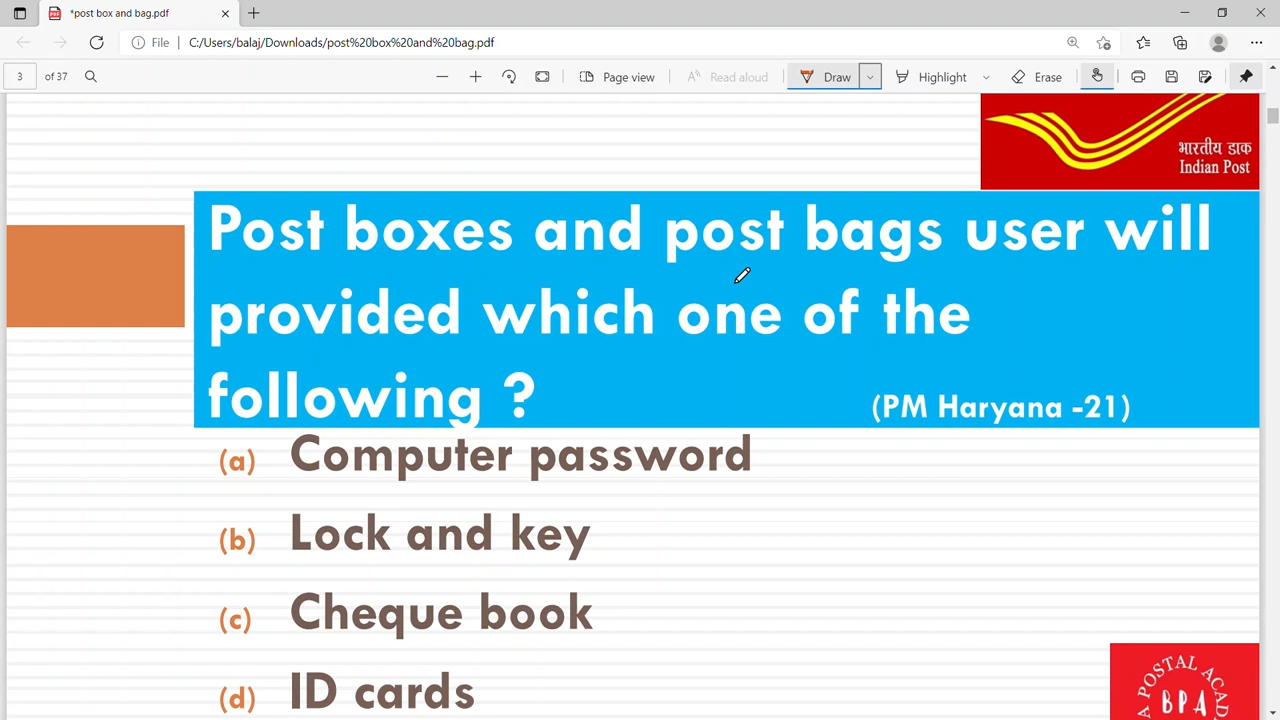 *post box and bag.pdf
File
C:/Users/balaj/Downloads/post%20box%20and%20bag.pdf
3 of 37
Page view
Read aloud
Draw
Highlight
Erase
भारतीय डाक
Indian Post
Post boxes and post bags user will
provided which one of the
following ? (PM Haryana -21)
(a) Computer password
(b) Lock and key
(c) Cheque book
(d) ID cards
A POSTAL ACAD
BPA